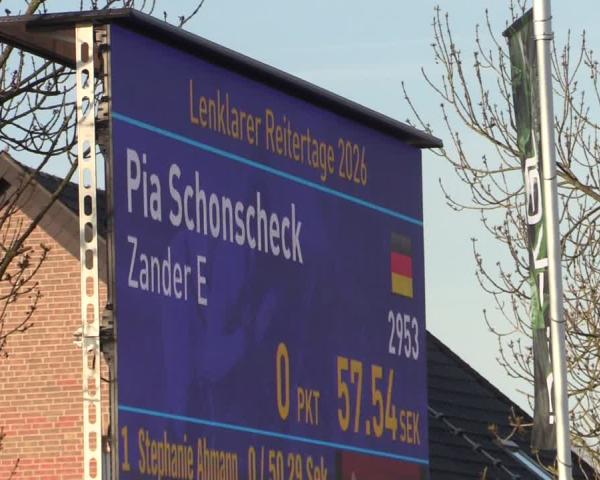 Lenklarer Reitertage 2026
Pia Schonscheck
Zander E
2953
0 PKT 57.54 SEK
1 Stephanie Ahmann 0 / 50.29 Sek